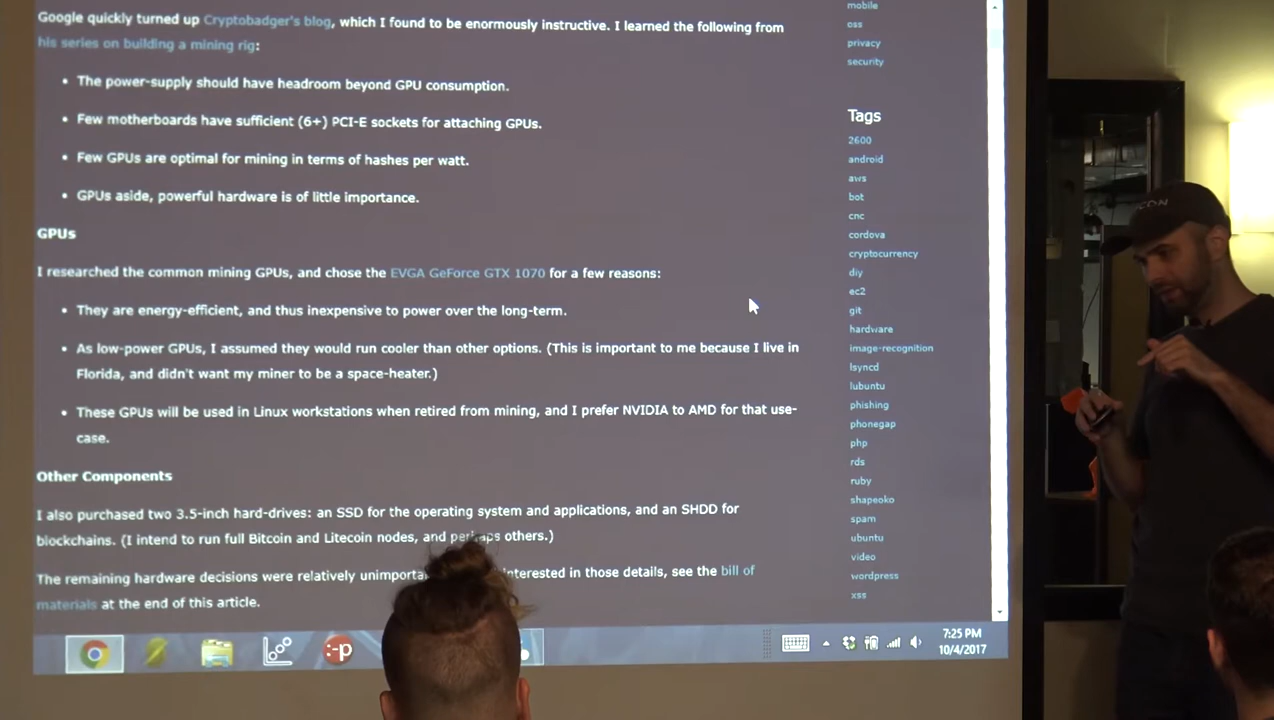 Google quickly turned up Cryptobadger's blog, which I found to be enormously instructive. I learned the following from
his series on building a mining rig:
• The power-supply should have headroom beyond GPU consumption.
• Few motherboards have sufficient (6+) PCI-E sockets for attaching GPUs.
• Few GPUs are optimal for mining in terms of hashes per watt.
• GPUs aside, powerful hardware is of little importance.
GPUs
I researched the common mining GPUs, and chose the EVGA GeForce GTX 1070 for a few reasons:
• They are energy-efficient, and thus inexpensive to power over the long-term.
• As low-power GPUs, I assumed they would run cooler than other options. (This is important to me because I live in
Florida, and didn't want my miner to be a space-heater.)
• These GPUs will be used in Linux workstations when retired from mining, and I prefer NVIDIA to AMD for that use-
case.
Other Components
I also purchased two 3.5-inch hard-drives: an SSD for the operating system and applications, and an SHDD for
blockchains. (I intend to run full Bitcoin and Litecoin nodes, and perhaps others.)
The remaining hardware decisions were relatively interested in those details, see the bill of
materials at the end of this article.
mobile
oss
privacy
security
Tags
2600
android
aws
bot
cnc
cordova
cryptocurrency
diy
ec2
git
hardware
image-recognition
lsyncd
lubuntu
phishing
phonegap
php
rds
ruby
shapeoko
spam
ubuntu
video
wordpress
xss
:-p
7:25 PM
10/4/2017